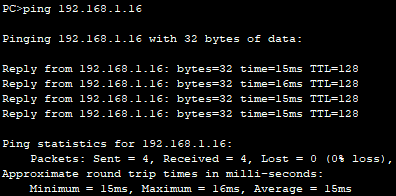 PC>ping 192.168.1.16
Pinging 192.168.1.16 with 32 bytes of data:
Reply from 192.168.1.16: bytes=32 time=15ms TTL=128
Reply from 192.168.1.16: bytes=32 time=16ms TTL=128
Reply from 192.168.1.16: bytes=32 time=15ms TTL=128
Reply from 192.168.1.16: bytes=32 time=15ms TTL=128
Ping statistics for 192.168.1.16:
Packets: Sent = 4, Received = 4, Lost = 0 (0% loss),
Approximate round trip times in milli-seconds:
Minimum = 15ms, Maximum = 16ms, Average = 15ms